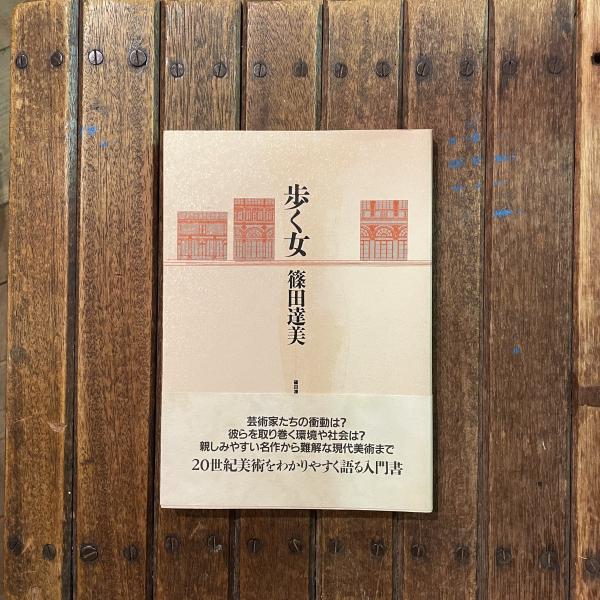 歩く女
篠田達美
芸術家たちの衝動は?
彼らを取り巻く環境や社会は?
親しみやすい名作から難解な現代美術まで
20世紀美術をわかりやすく語る入門書